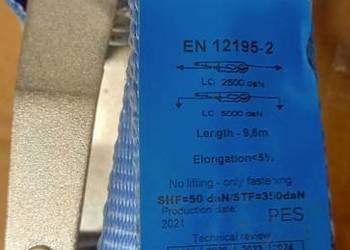 EN 12195-2
LC: 2500 daN
LC: 5000 daN
Length - 9,6m
Elongation<5%
No lifting - only fastening
SHF=50 daN/STF=350daN
Production date:
2021
PES
Technical review